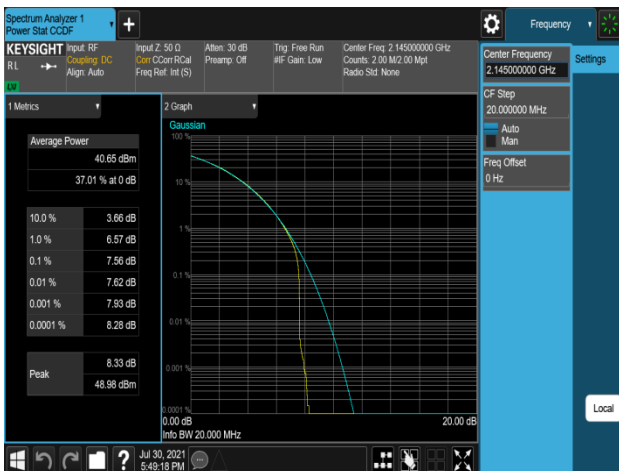 Spectrum Analyzer 1
Power Stat CCDF
+
Frequency
KEYSIGHT
RL
LU
Input: RF
Coupling: DC
Align: Auto
Input Z: 50 Ω
Corr CCorr RCal
Freq Ref: Int (S)
Atten: 30 dB
Preamp: Off
Trig: Free Run
#IF Gain: Low
Center Freq: 2.145000000 GHz
Counts: 2.00 M/2.00 Mpt
Radio Std: None
Center Frequency
2.145000000 GHz
Settings
CF Step
20.000000 MHz
Auto
Man
Freq Offset
0 Hz
Local
1 Metrics
Average Power
40.65 dBm
37.01 % at 0 dB
10.0 % 3.66 dB
1.0 % 6.57 dB
0.1 % 7.56 dB
0.01 % 7.62 dB
0.001 % 7.93 dB
0.0001 % 8.28 dB
Peak 8.33 dB
48.98 dBm
2 Graph
Gaussian
100 %
10 %
1 %
0.1 %
0.01 %
0.001 %
0.0001 %
0.00 dB 20.00 dB
Info BW 20.000 MHz
?
Jul 30, 2021
5:49:18 PM